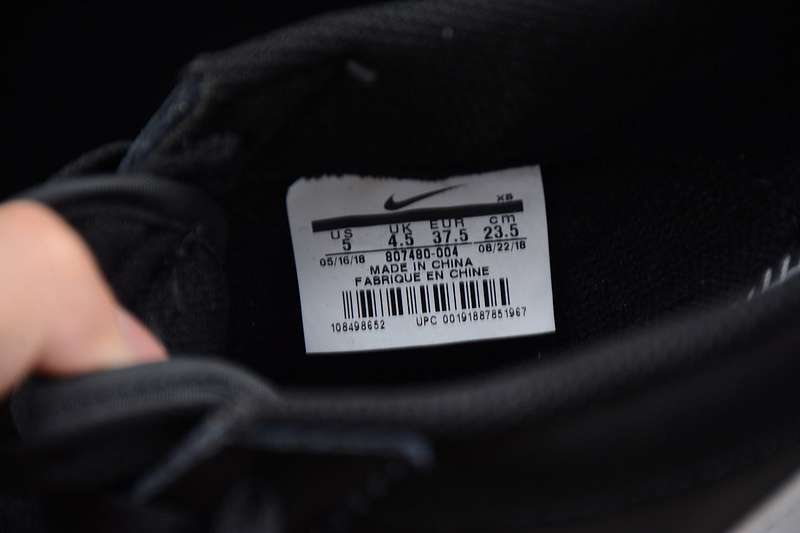 XB
US UK EUR cm
5 4.5 37.5 23.5
05/16/18 807490-004 08/22/18
MADE IN CHINA
FABRIQUE EN CHINE
108498652 UPC 00191887851967